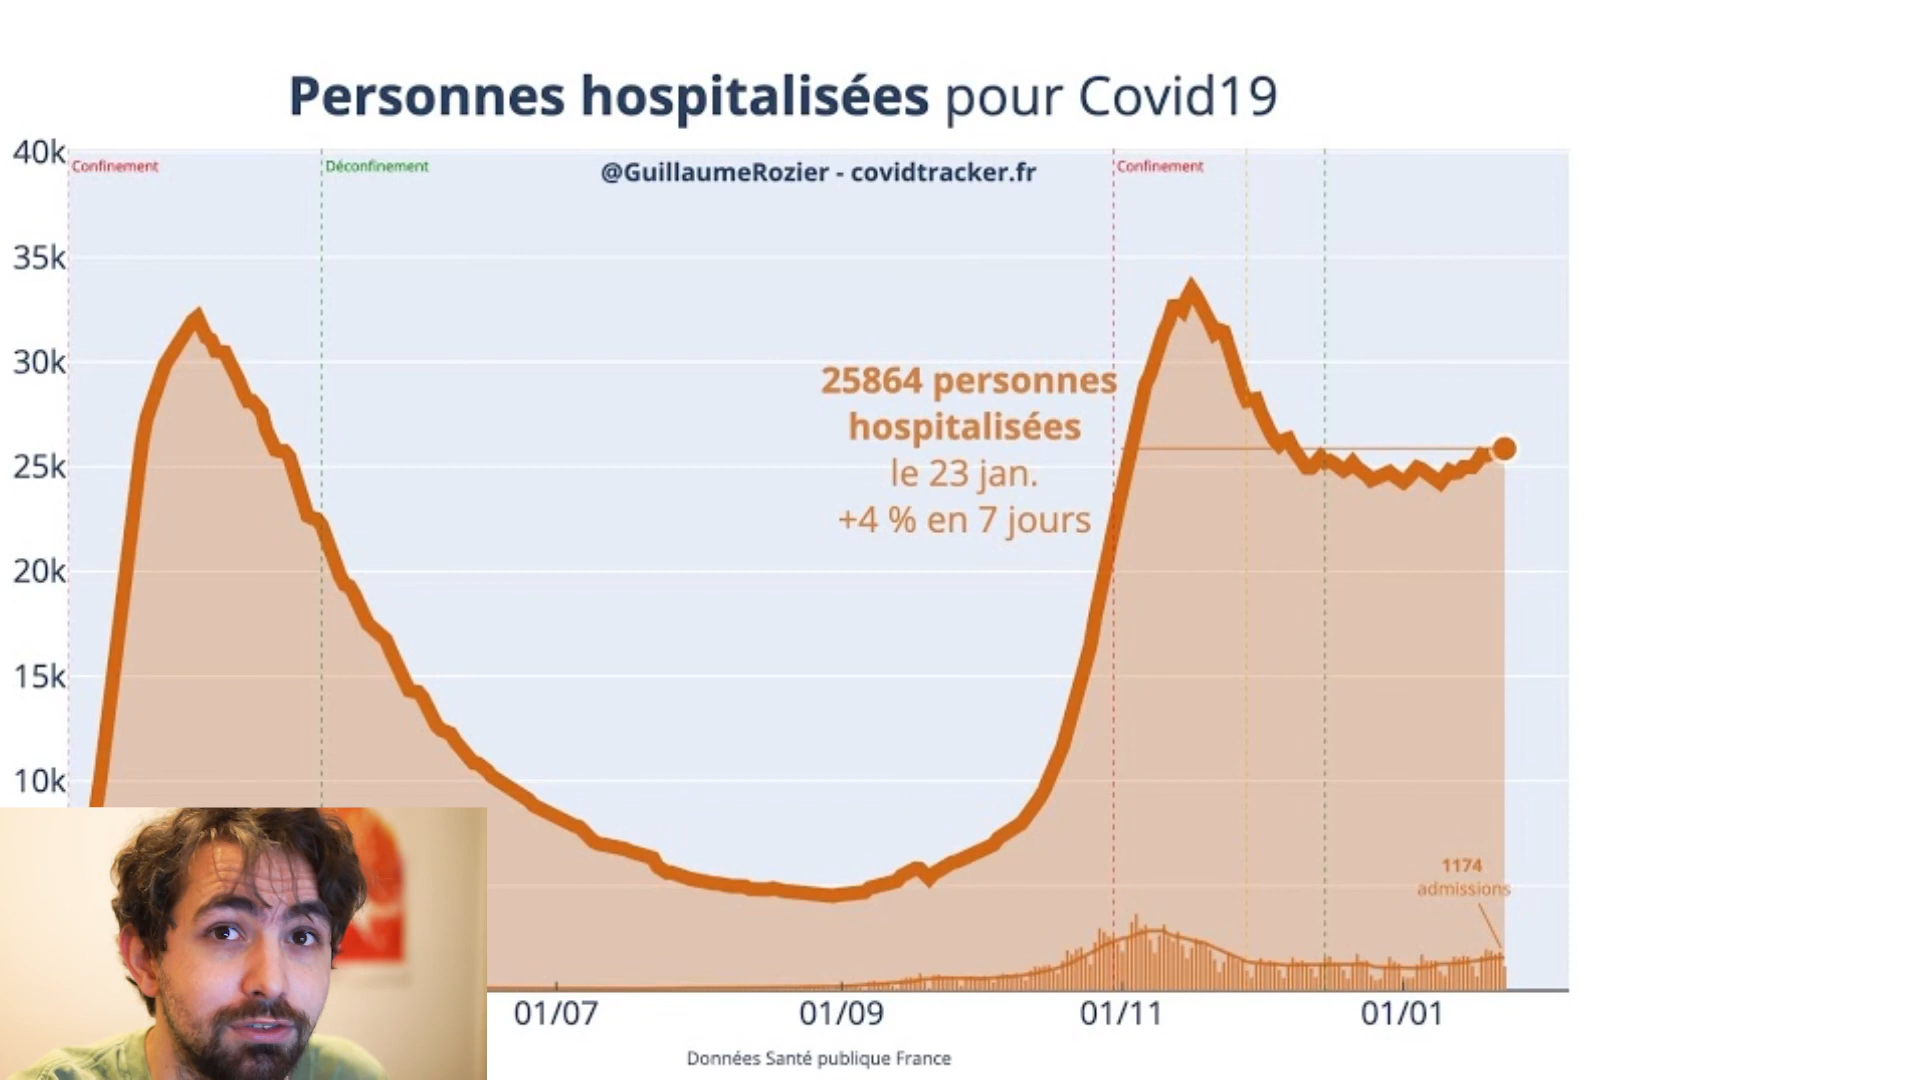 Personnes hospitalisées pour Covid19
40k
35k
30k
25k
20k
15k
10k
Confinement
Déconfinement
@GuillaumeRozier - covidtracker.fr
Confinement
25864 personnes
hospitalisées
le 23 jan.
+4 % en 7 jours
1174
admissions
01/07
01/09
01/11
01/01
Données Santé publique France